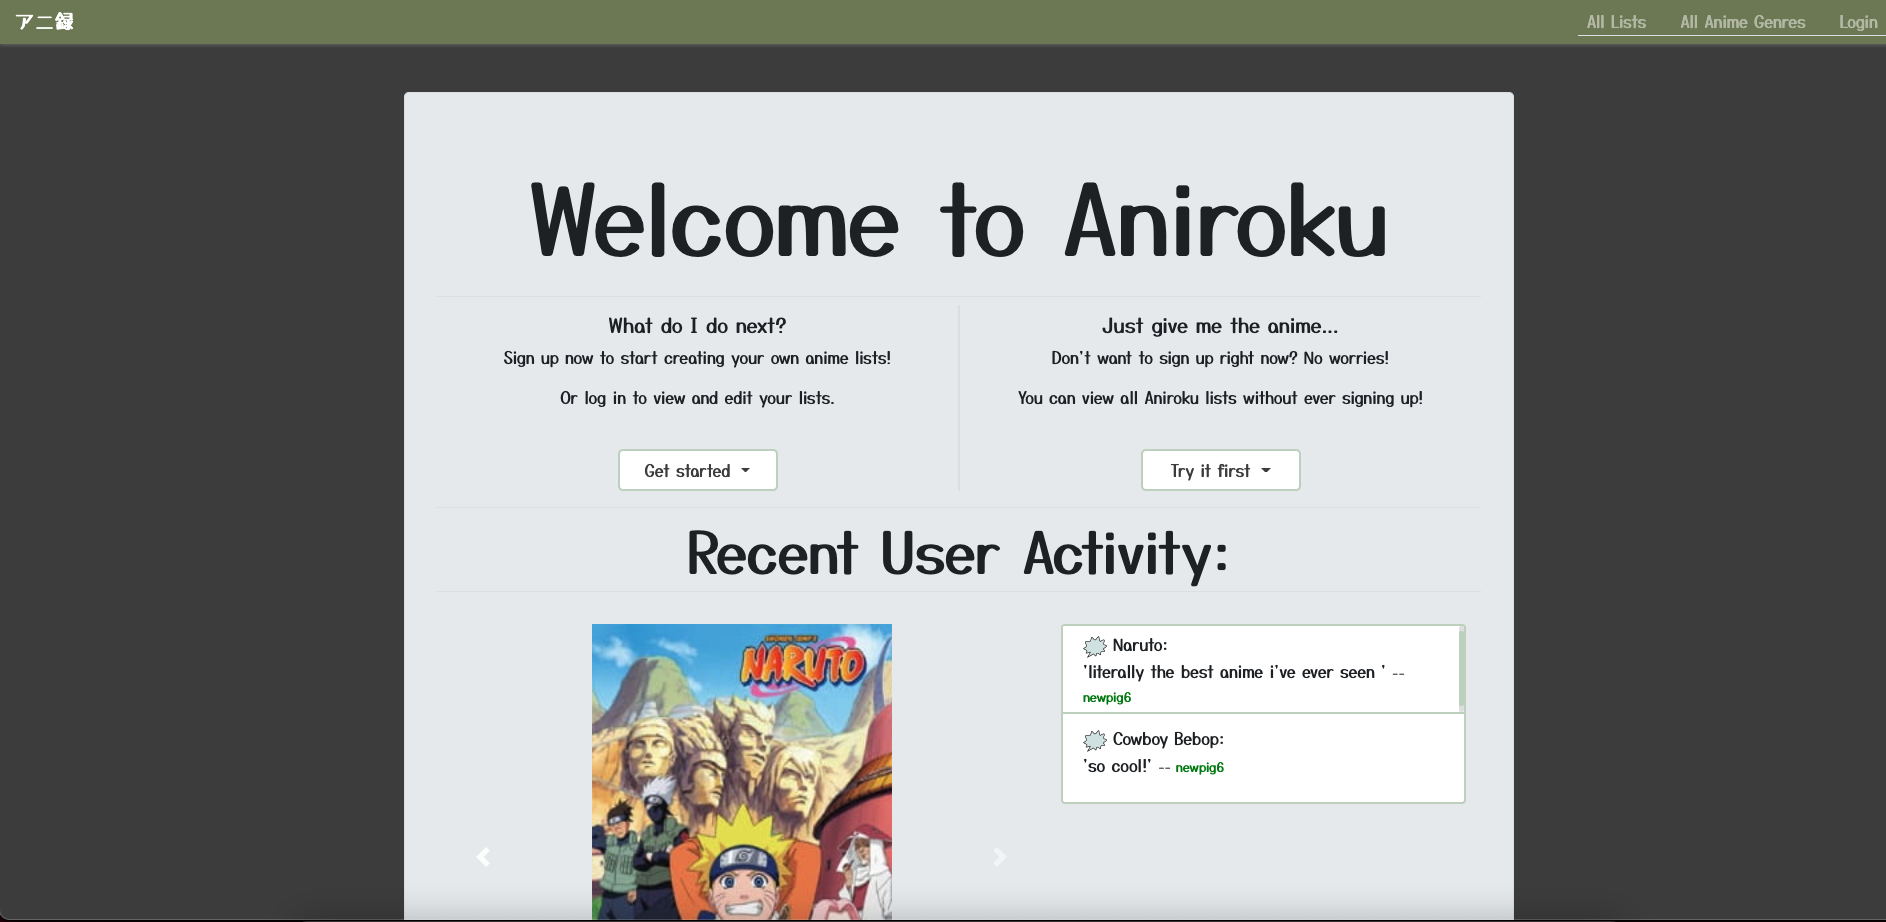 アニ録
All Lists
All Anime Genres
Login
Welcome to Aniroku
What do I do next?
Sign up now to start creating your own anime lists!
Or log in to view and edit your lists.
Get started
Just give me the anime...
Don't want to sign up right now? No worries!
You can view all Aniroku lists without ever signing up!
Try it first
Recent User Activity:
SHONEN JUMP'S
NARUTO
Naruto:
'literally the best anime i've ever seen ' --
newpig6
Cowboy Bebop:
'so cool!' -- newpig6